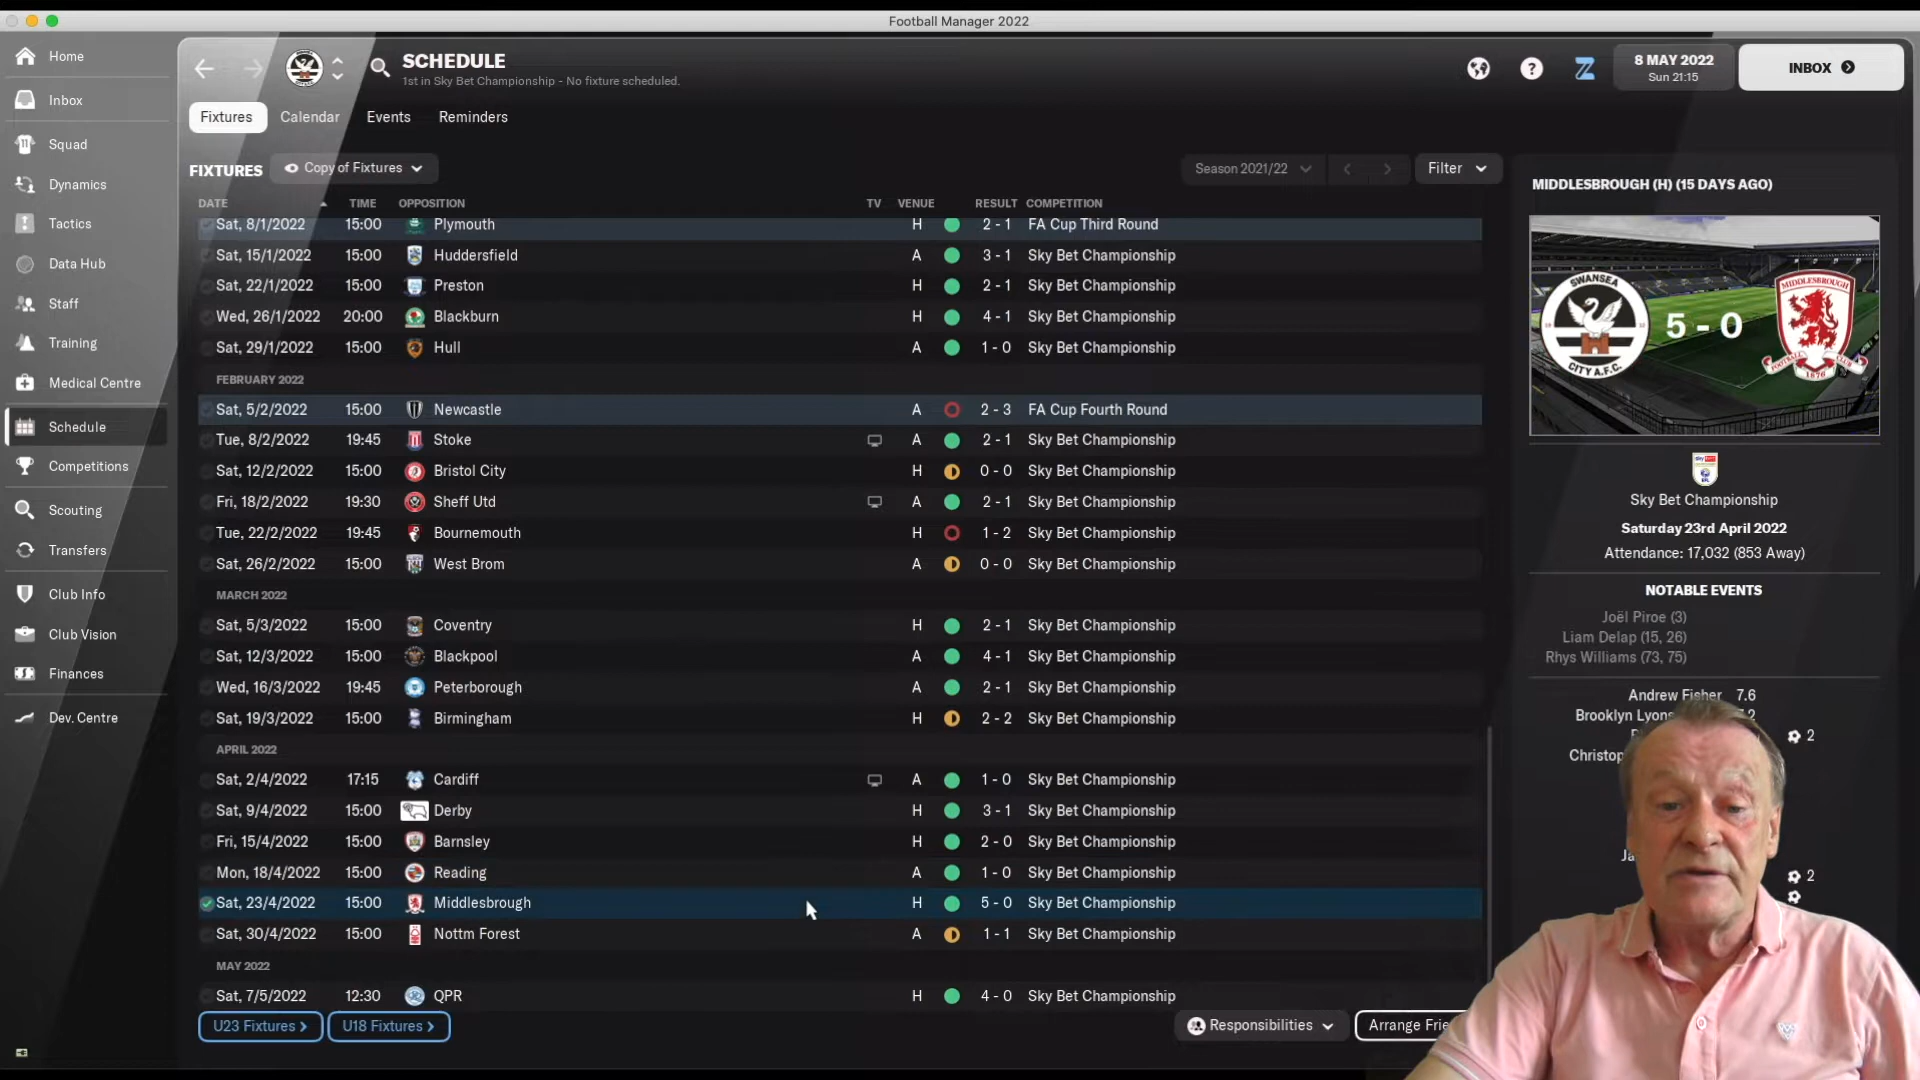 Football Manager 2022
Home
Inbox
Squad
Dynamics
Tactics
Data Hub
Staff
Training
Medical Centre
Schedule
Competitions
Scouting
Transfers
Club Info
Club Vision
Finances
Dev. Centre
SCHEDULE
1st in Sky Bet Championship - No fixture scheduled.
8 MAY 2022
Sun 21:15
INBOX
Fixtures Calendar Events Reminders
FIXTURES Copy of Fixtures Season 2021/22 Filter
DATE TIME OPPOSITION TV VENUE RESULT COMPETITION
Sat, 8/1/2022 15:00 Plymouth H 2 - 1 FA Cup Third Round
Sat, 15/1/2022 15:00 Huddersfield A 3 - 1 Sky Bet Championship
Sat, 22/1/2022 15:00 Preston H 2 - 1 Sky Bet Championship
Wed, 26/1/2022 20:00 Blackburn H 4 - 1 Sky Bet Championship
Sat, 29/1/2022 15:00 Hull A 1 - 0 Sky Bet Championship
FEBRUARY 2022
Sat, 5/2/2022 15:00 Newcastle A 2 - 3 FA Cup Fourth Round
Tue, 8/2/2022 19:45 Stoke A 2 - 1 Sky Bet Championship
Sat, 12/2/2022 15:00 Bristol City H 0 - 0 Sky Bet Championship
Fri, 18/2/2022 19:30 Sheff Utd A 2 - 1 Sky Bet Championship
Tue, 22/2/2022 19:45 Bournemouth H 1 - 2 Sky Bet Championship
Sat, 26/2/2022 15:00 West Brom A 0 - 0 Sky Bet Championship
MARCH 2022
Sat, 5/3/2022 15:00 Coventry H 2 - 1 Sky Bet Championship
Sat, 12/3/2022 15:00 Blackpool A 4 - 1 Sky Bet Championship
Wed, 16/3/2022 19:45 Peterborough A 2 - 1 Sky Bet Championship
Sat, 19/3/2022 15:00 Birmingham H 2 - 2 Sky Bet Championship
APRIL 2022
Sat, 2/4/2022 17:15 Cardiff A 1 - 0 Sky Bet Championship
Sat, 9/4/2022 15:00 Derby H 3 - 1 Sky Bet Championship
Fri, 15/4/2022 15:00 Barnsley H 2 - 0 Sky Bet Championship
Mon, 18/4/2022 15:00 Reading A 1 - 0 Sky Bet Championship
Sat, 23/4/2022 15:00 Middlesbrough H 5 - 0 Sky Bet Championship
Sat, 30/4/2022 15:00 Nottm Forest A 1 - 1 Sky Bet Championship
MAY 2022
Sat, 7/5/2022 12:30 QPR H 4 - 0 Sky Bet Championship
U23 Fixtures U18 Fixtures Responsibilities Arrange Frie
MIDDLESBROUGH (H) (15 DAYS AGO)
SWANSEA
CITY A.F.C.
5 - 0
MIDDLESBROUGH
FOOTBALL CLUB
1876
Sky Bet Championship
Saturday 23rd April 2022
Attendance: 17,032 (853 Away)
NOTABLE EVENTS
Joël Piroe (3)
Liam Delap (15, 26)
Rhys Williams (73, 75)
Andrew Fisher 7.6
Brooklyn Lyons
2
Christop
2